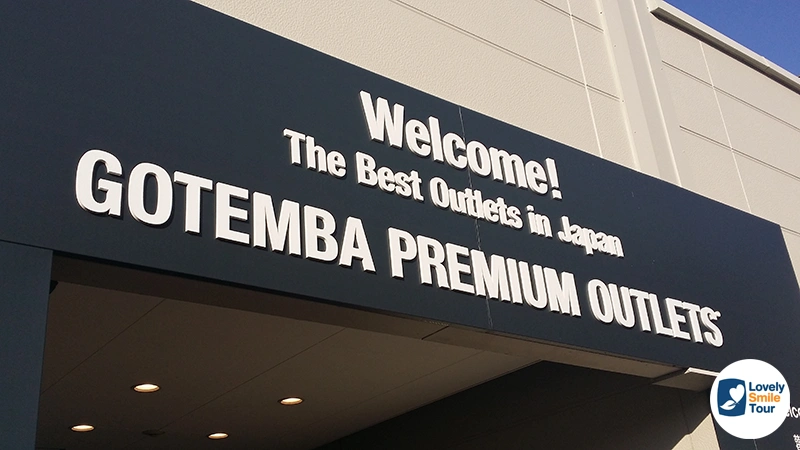 Welcome!
The Best Outlets in Japan
GOTEMBA PREMIUM OUTLETS
Lovely
Smile
Tour